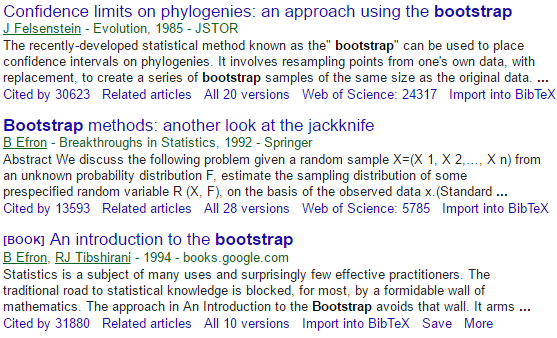 Confidence limits on phylogenies: an approach using the bootstrap
J Felsenstein - Evolution, 1985 - JSTOR
The recently-developed statistical method known as the" bootstrap" can be used to place
confidence intervals on phylogenies. It involves resampling points from one's own data, with
replacement, to create a series of bootstrap samples of the same size as the original data. ...
Cited by 30623 Related articles All 20 versions Web of Science: 24317 Import into BibTeX
Bootstrap methods: another look at the jackknife
B Efron - Breakthroughs in Statistics, 1992 - Springer
Abstract We discuss the following problem given a random sample X=(X 1, X 2,…, X n) from
an unknown probability distribution F, estimate the sampling distribution of some
prespecified random variable R (X, F), on the basis of the observed data x.(Standard ...
Cited by 13593 Related articles All 28 versions Web of Science: 5785 Import into BibTeX
[BOOK] An introduction to the bootstrap
B Efron, RJ Tibshirani - 1994 - books.google.com
Statistics is a subject of many uses and surprisingly few effective practitioners. The
traditional road to statistical knowledge is blocked, for most, by a formidable wall of
mathematics. The approach in An Introduction to the Bootstrap avoids that wall. It arms ...
Cited by 31880 Related articles All 10 versions Import into BibTeX Save More